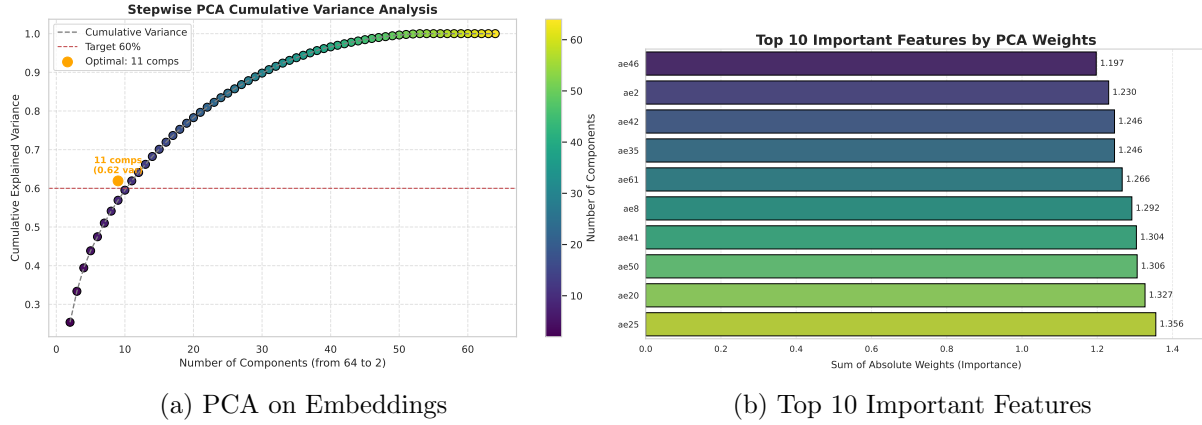 Stepwise PCA Cumulative Variance Analysis
Cumulative Variance
Target 60%
Optimal: 11 comps
11 comps
(0.62 var)
Cumulative Explained Variance
1.0
0.9
0.8
0.7
0.6
0.5
0.4
0.3
0 10 20 30 40 50 60
Number of Components (from 64 to 2)
60
50
40
30
20
10
Number of Components
(a) PCA on Embeddings
Top 10 Important Features by PCA Weights
ae46 1.197
ae2 1.230
ae42 1.246
ae35 1.246
ae61 1.266
ae8 1.292
ae41 1.304
ae50 1.306
ae20 1.327
ae25 1.356
0.0 0.2 0.4 0.6 0.8 1.0 1.2 1.4
Sum of Absolute Weights (Importance)
(b) Top 10 Important Features